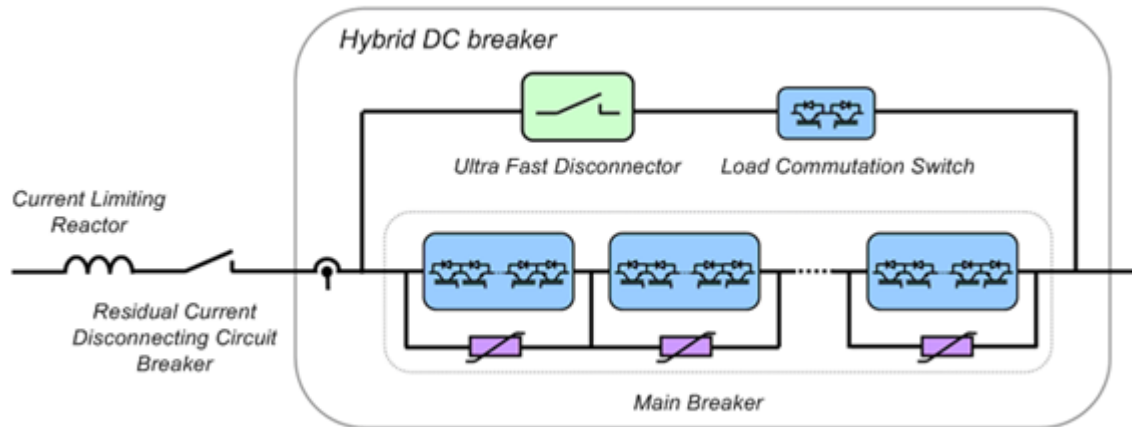 Hybrid DC breaker
Ultra Fast Disconnector
Load Commutation Switch
Current Limiting
Reactor
Residual Current
Disconnecting Circuit
Breaker
Main Breaker